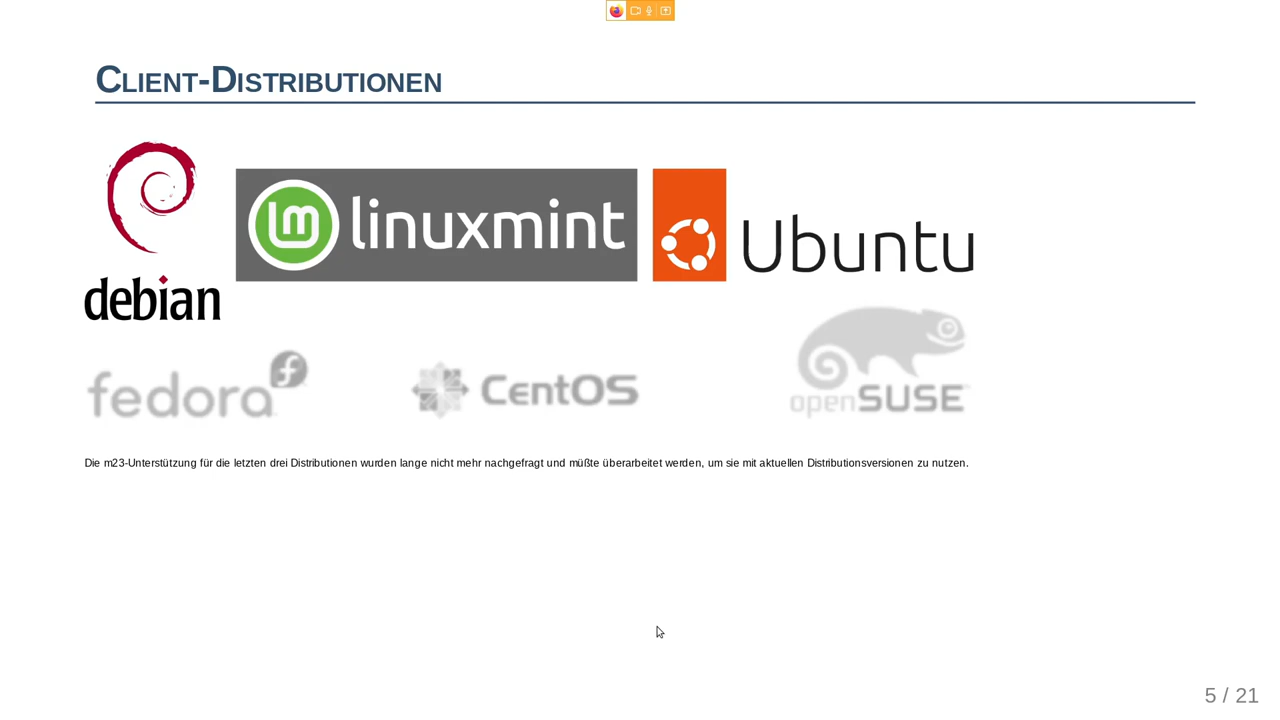 Client-Distributionen
debian
lm linuxmint
Ubuntu
fedora
CentOS
openSUSE
Die m23-Unterstützung für die letzten drei Distributionen wurden lange nicht mehr nachgefragt und müßte überarbeitet werden, um sie mit aktuellen Distributionsversionen zu nutzen.
5 / 21